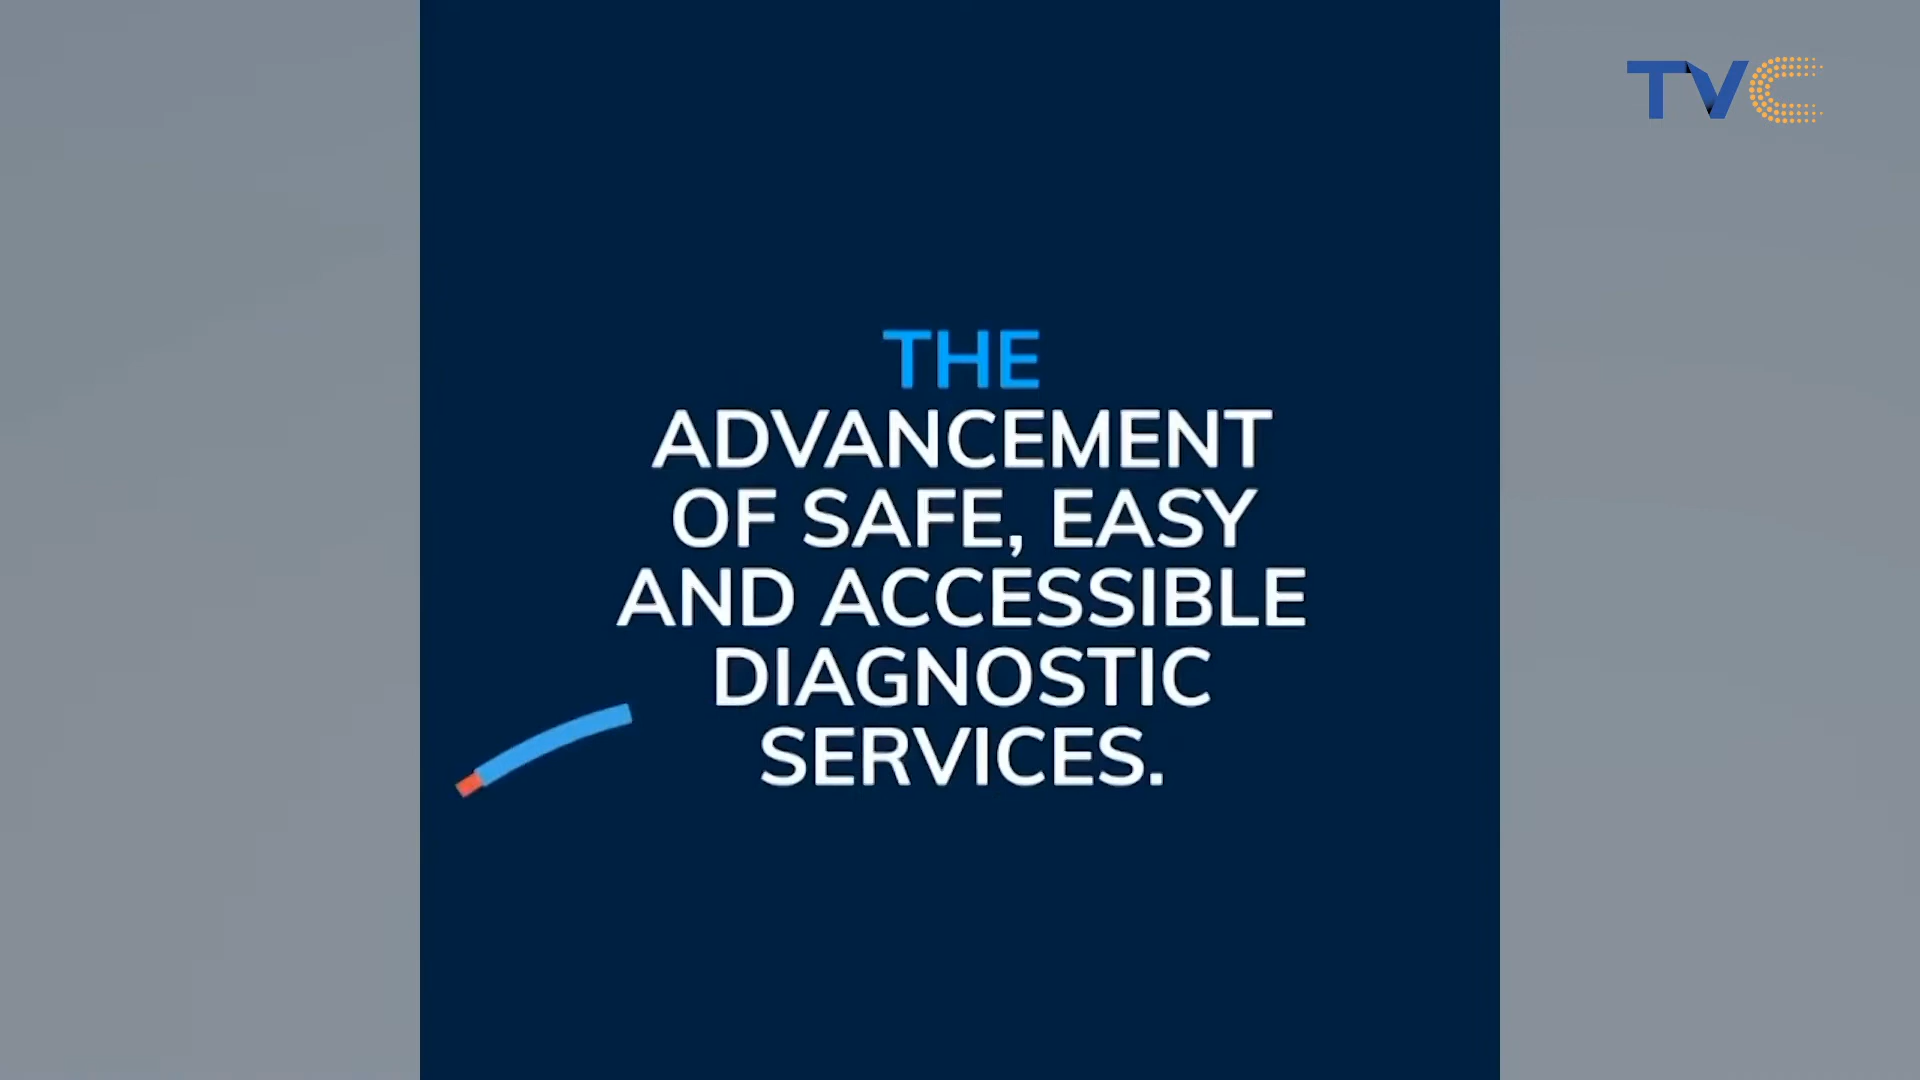 TVC
THE
ADVANCEMENT
OF SAFE, EASY
AND ACCESSIBLE
DIAGNOSTIC
SERVICES.